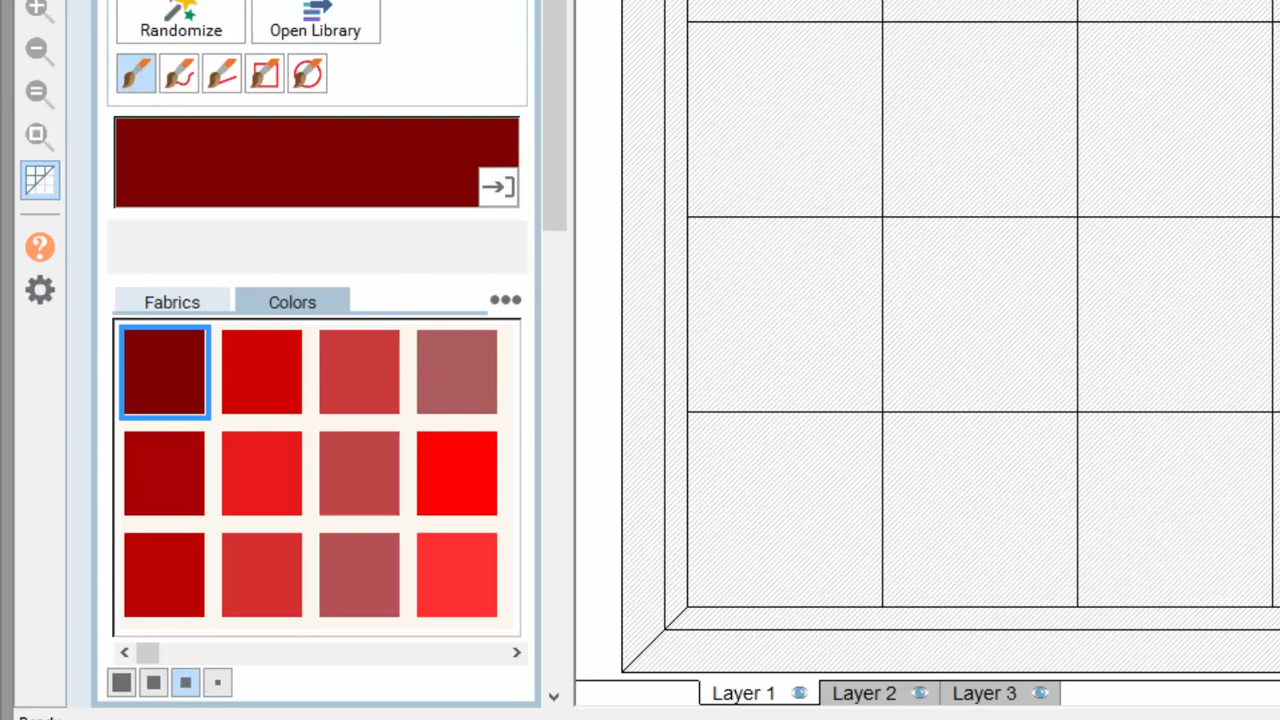 Randomize
Open Library
Fabrics
Colors
Layer 1
Layer 2
Layer 3